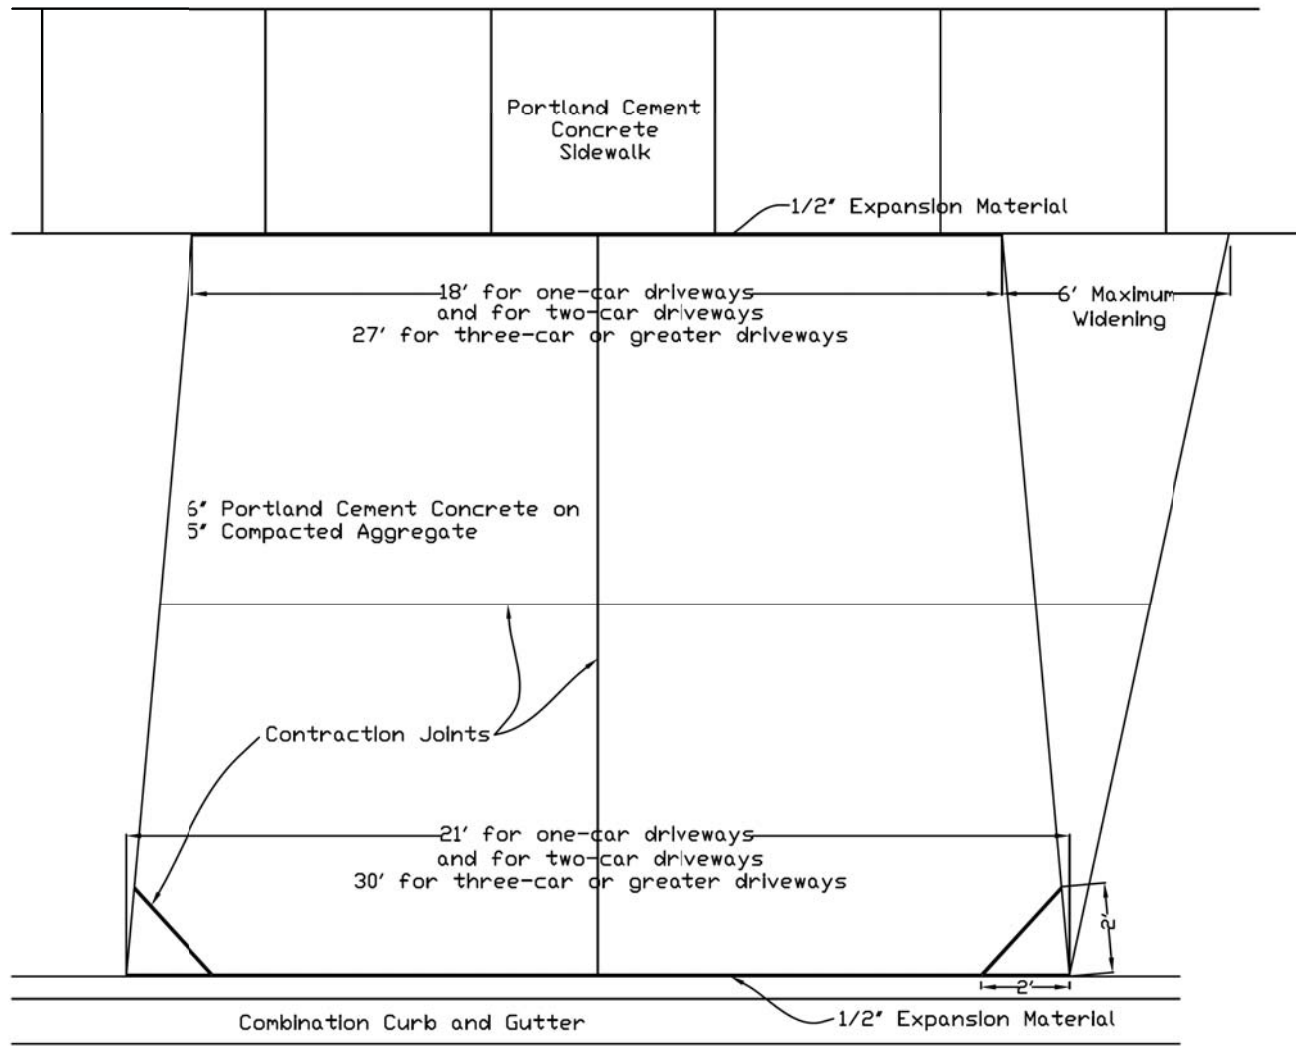 Portland Cement
Concrete
Sidewalk
1/2" Expansion Material
18' for one-car driveways
and for two-car driveways
27' for three-car or greater driveways
6' Maximum
Widening
6" Portland Cement Concrete on
5" Compacted Aggregate
Contraction Joints
21' for one-car driveways
and for two-car driveways
30' for three-car or greater driveways
2'
2'
Combination Curb and Gutter
1/2" Expansion Material